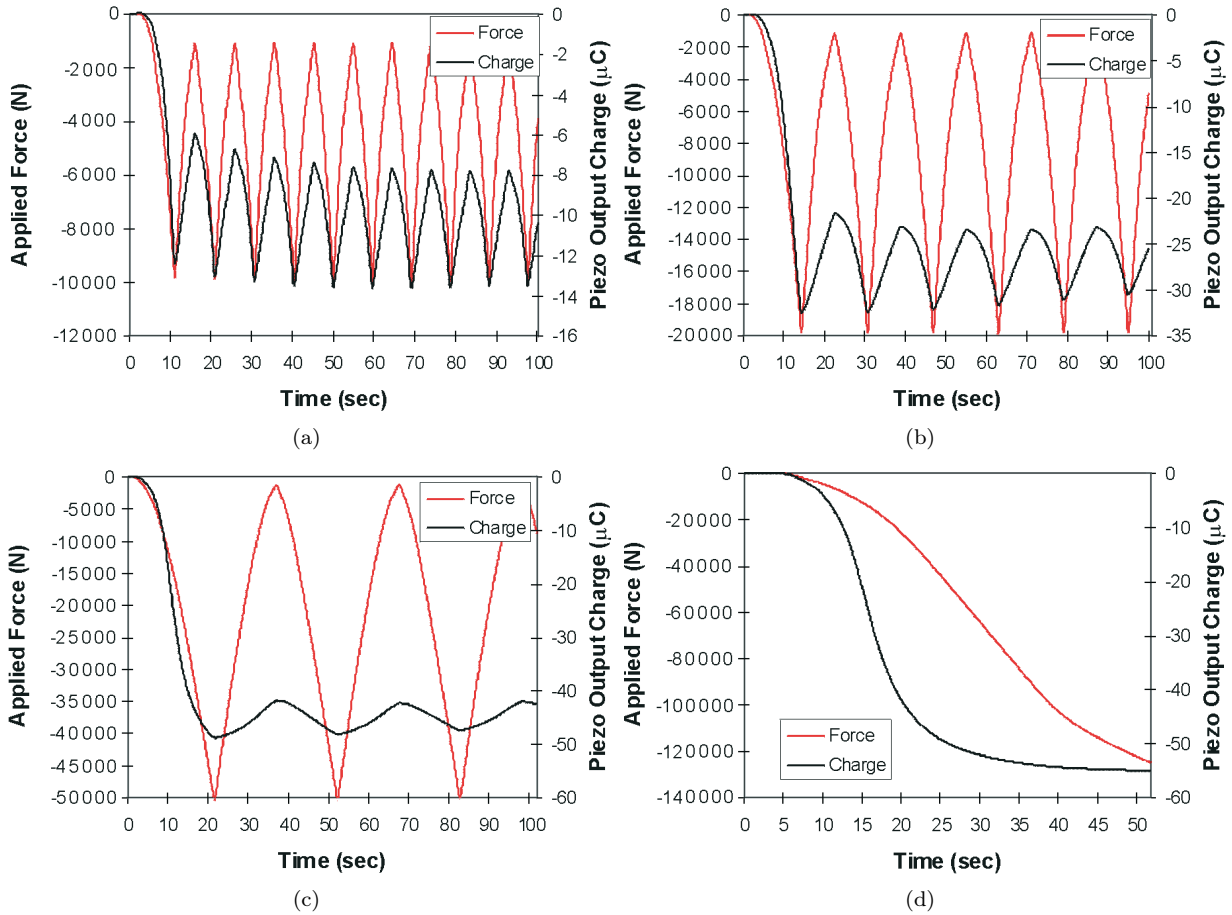 Applied Force (N)
0
-2000
-4000
-6000
-8000
-10000
-12000
0
-2
-4
-6
-8
-10
-12
-14
-16
Piezo Output Charge (μC)
Force
Charge
0 10 20 30 40 50 60 70 80 90 100
Time (sec)
(a)
Applied Force (N)
0
-2000
-4000
-6000
-8000
-10000
-12000
-14000
-16000
-18000
-20000
0
-5
-10
-15
-20
-25
-30
-35
Piezo Output Charge (μC)
Force
Charge
0 10 20 30 40 50 60 70 80 90 100
Time (sec)
(b)
Applied Force (N)
0
-5000
-10000
-15000
-20000
-25000
-30000
-35000
-40000
-45000
-50000
0
-10
-20
-30
-40
-50
-60
Piezo Output Charge (μC)
Force
Charge
0 10 20 30 40 50 60 70 80 90 100
Time (sec)
(c)
Applied Force (N)
0
-20000
-40000
-60000
-80000
-100000
-120000
-140000
0
-10
-20
-30
-40
-50
-60
Piezo Output Charge (μC)
Force
Charge
0 5 10 15 20 25 30 35 40 45 50
Time (sec)
(d)